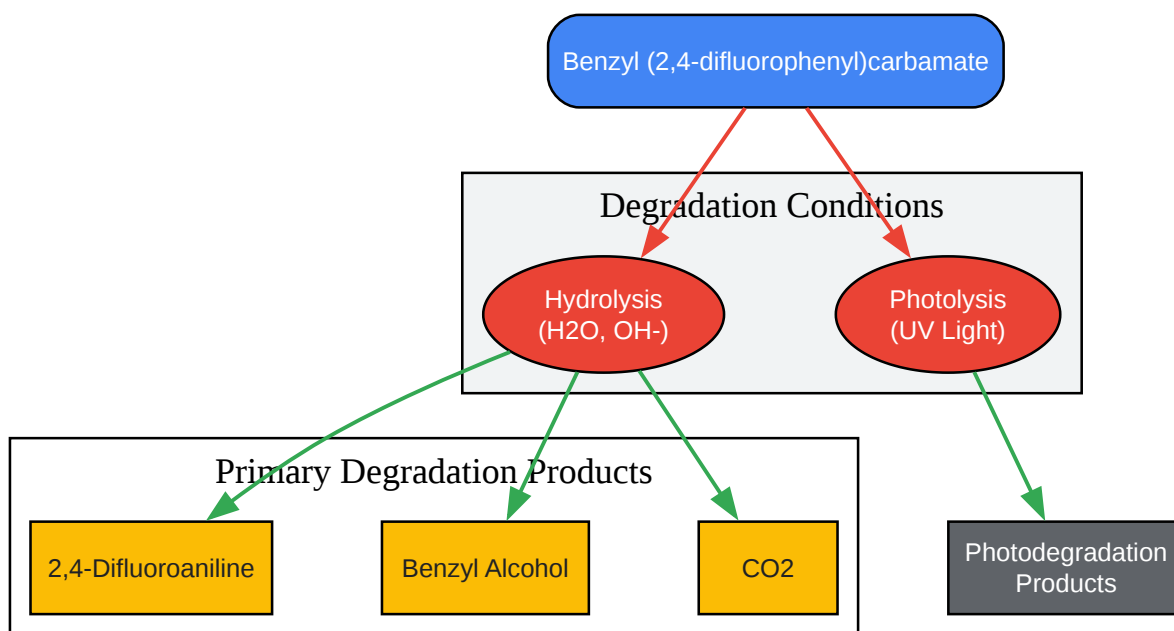 Benzyl (2,4-difluorophenyl)carbamate
Degradation Conditions
Hydrolysis
(H2O, OH-)
Photolysis
(UV Light)
Primary Degradation Products
2,4-Difluoroaniline
Benzyl Alcohol
CO2
Photodegradation
Products